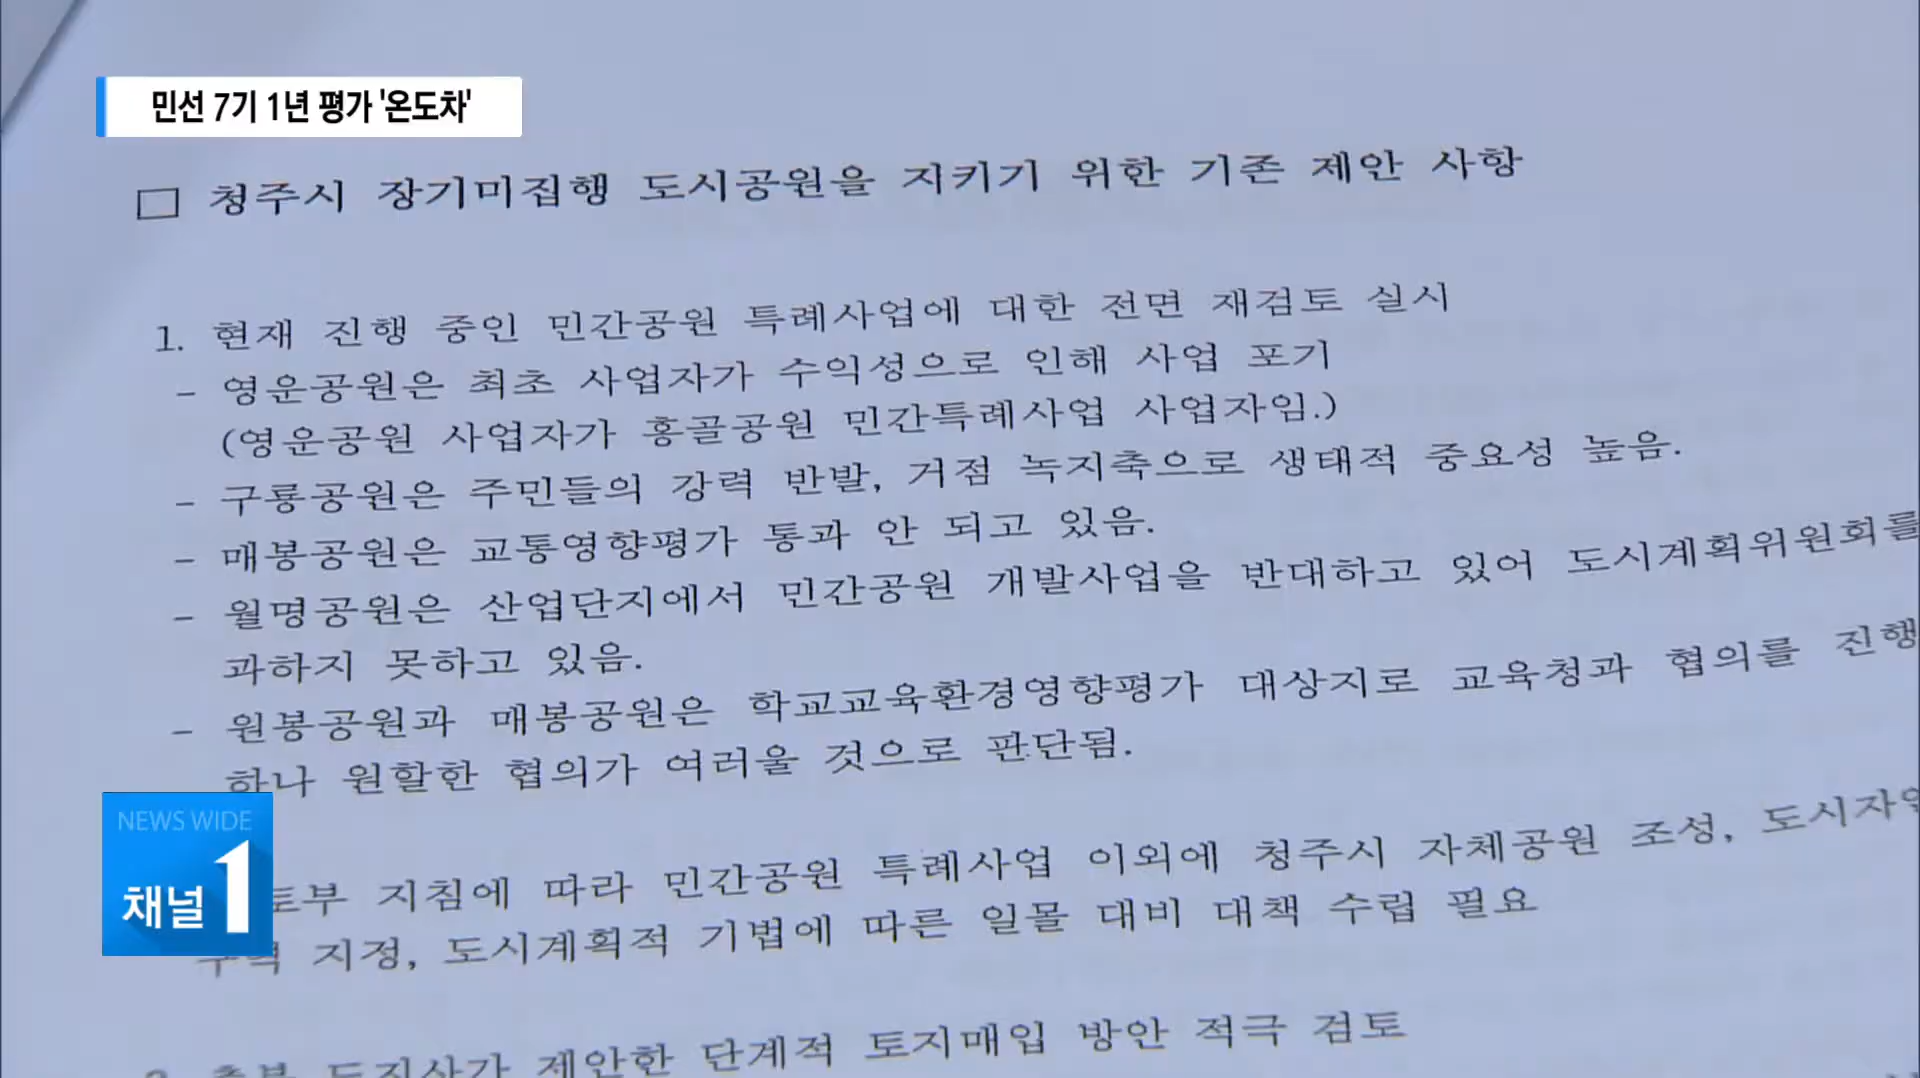 민선 7기 1년 평가 '온도차'
□ 청주시 장기미집행 도시공원을 지키기 위한 기존 제안 사항
1. 현재 진행 중인 민간공원 특례사업에 대한 전면 재검토 실시
- 영운공원은 최초 사업자가 수익성으로 인해 사업 포기
(영운공원 사업자가 홍골공원 민간특례사업 사업자임.)
- 구룡공원은 주민들의 강력 반발, 거점 녹지축으로 생태적 중요성 높음.
- 매봉공원은 교통영향평가 통과 안 되고 있음.
- 월명공원은 산업단지에서 민간공원 개발사업을 반대하고 있어 도시계획위원회를
과하지 못하고 있음.
- 원봉공원과 매봉공원은 학교교육환경영향평가 대상지로 교육청과 협의를 진행
하나 원할한 협의가 여러울 것으로 판단됨.
토부 지침에 따라 민간공원 특례사업 이외에 청주시 자체공원 조성, 도시자연
지정, 도시계획적 기법에 따른 일몰 대비 대책 수립 필요
도지사가 제안한 단계적 토지매입 방안 적극 검토
NEWS WIDE
채널 1